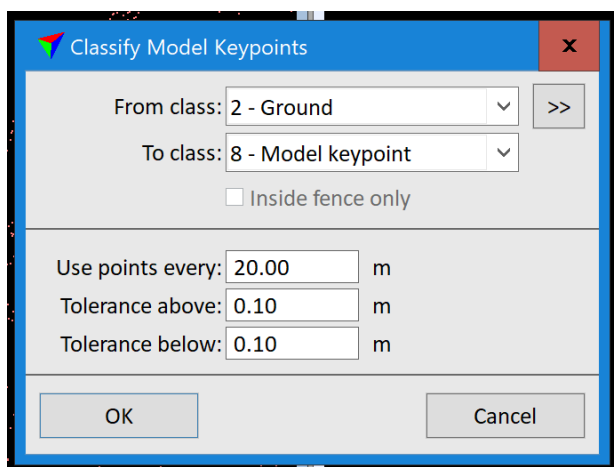 Classify Model Keypoints
x
From class: 2 - Ground >>
To class: 8 - Model keypoint
Inside fence only
Use points every: 20.00 m
Tolerance above: 0.10 m
Tolerance below: 0.10 m
OK Cancel